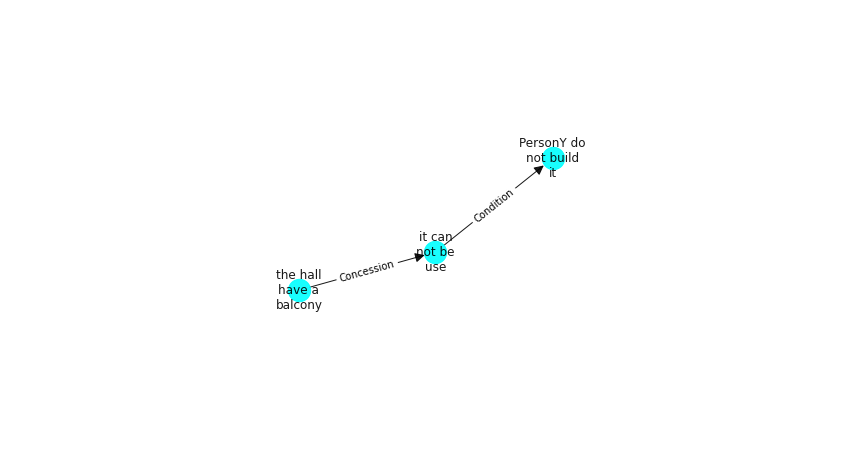 PersonY do
not build
it
Condition
it can
not be
use
Concession
the hall
have a
balcony